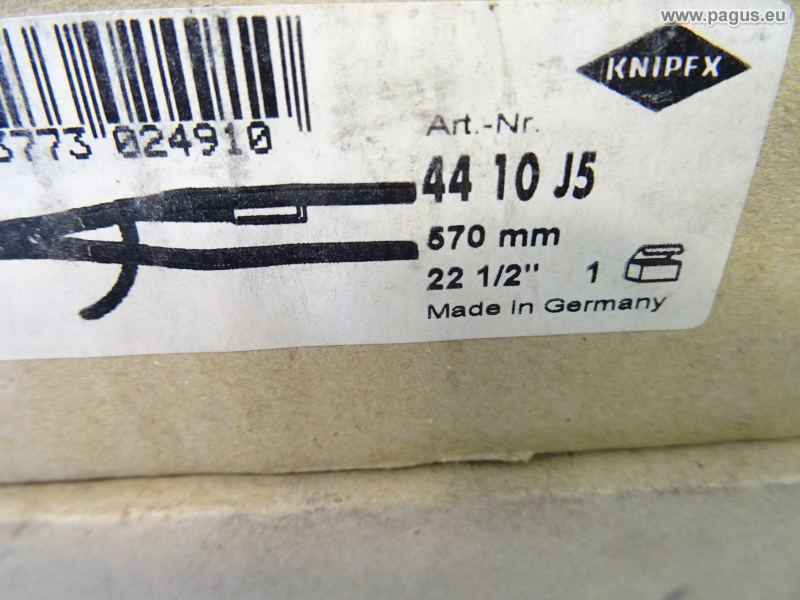 www.pagus.eu
KNIPEX
3773 024910
Art.-Nr.
44 10 J5
570 mm
22 1/2" 1
Made in Germany